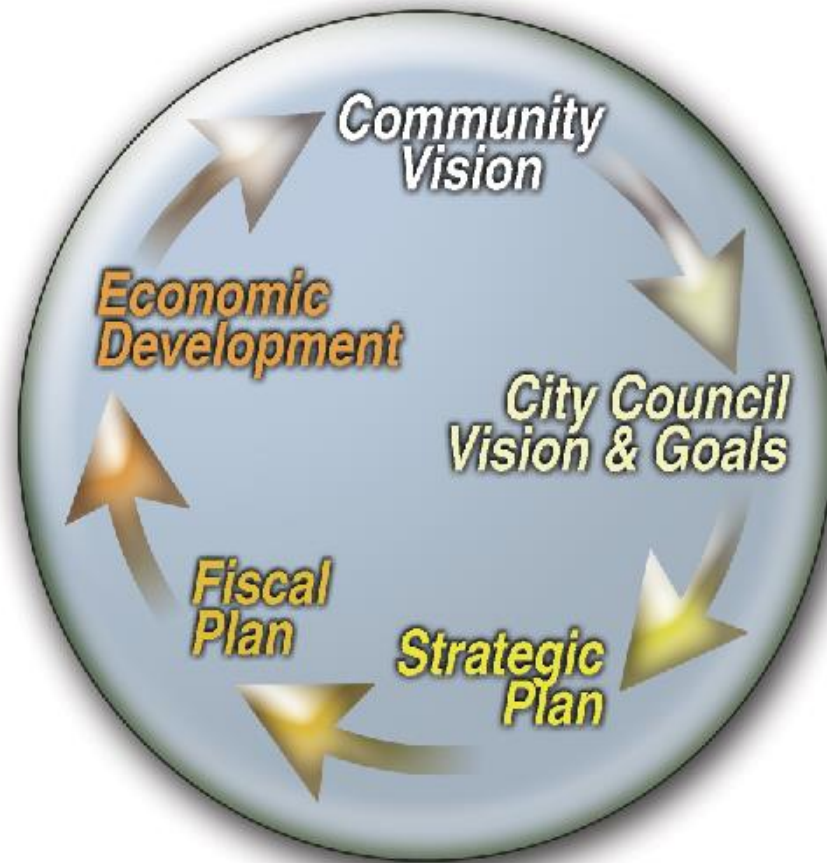 Community
Vision
City Council
Vision & Goals
Strategic
Plan
Fiscal
Plan
Economic
Development